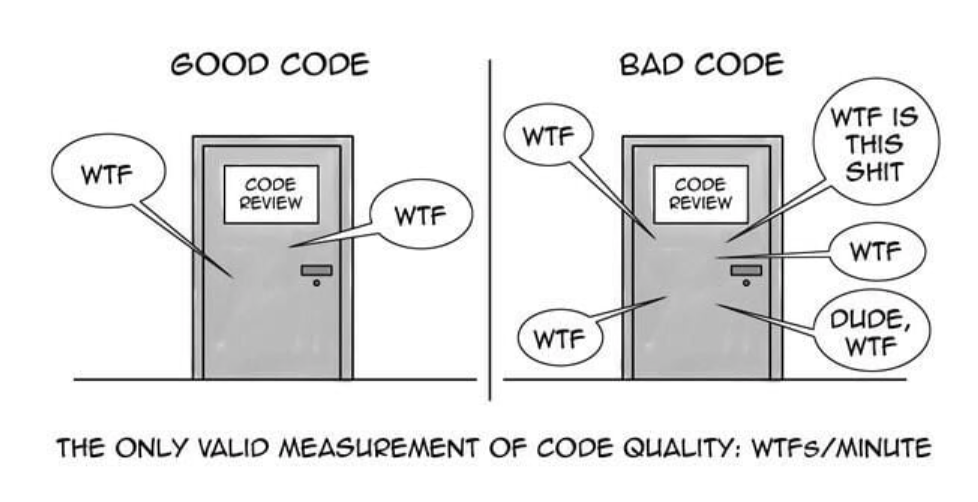 GOOD CODE
WTF
CODE
REVIEW
WTF
BAD CODE
WTF
CODE
REVIEW
WTF IS
THIS
SHIT
WTF
WTF
DUDE,
WTF
THE ONLY VALID MEASUREMENT OF CODE QUALITY: WTFS/MINUTE